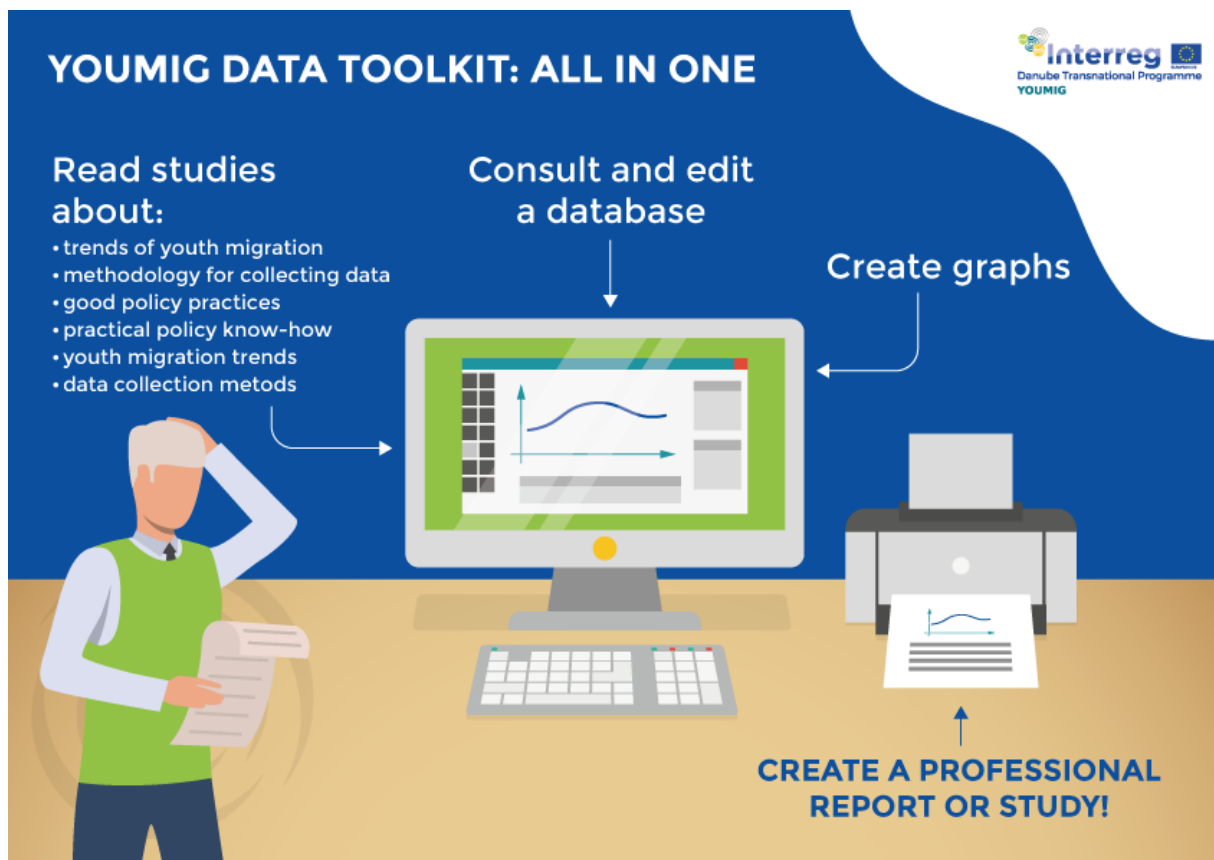 YOUMIG DATA TOOLKIT: ALL IN ONE
Interreg
Danube Transnational Programme
YOUMIG
Read studies
about:
• trends of youth migration
• methodology for collecting data
• good policy practices
• practical policy know-how
• youth migration trends
• data collection metods
Consult and edit
a database
Create graphs
CREATE A PROFESSIONAL
REPORT OR STUDY!